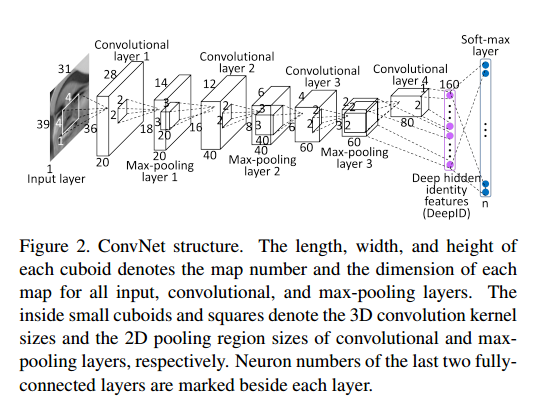 Soft-max
layer
Convolutional
layer 1
Convolutional
layer 2
Convolutional
layer 3
Convolutional
layer 4
31
39
1
4
4
1
Input layer
28
36
20
2
2
14
18
20
3
3
20
Max-pooling
layer 1
12
16
40
2
2
6
8
40
3
3
40
Max-pooling
layer 2
4
6
60
2
2
2
3
60
2
2
Max-pooling
layer 3
1
2
80
160
Deep hidden
identity
features
(DeepID)
n
Figure 2. ConvNet structure. The length, width, and height of
each cuboid denotes the map number and the dimension of each
map for all input, convolutional, and max-pooling layers. The
inside small cuboids and squares denote the 3D convolution kernel
sizes and the 2D pooling region sizes of convolutional and max-
pooling layers, respectively. Neuron numbers of the last two fully-
connected layers are marked beside each layer.